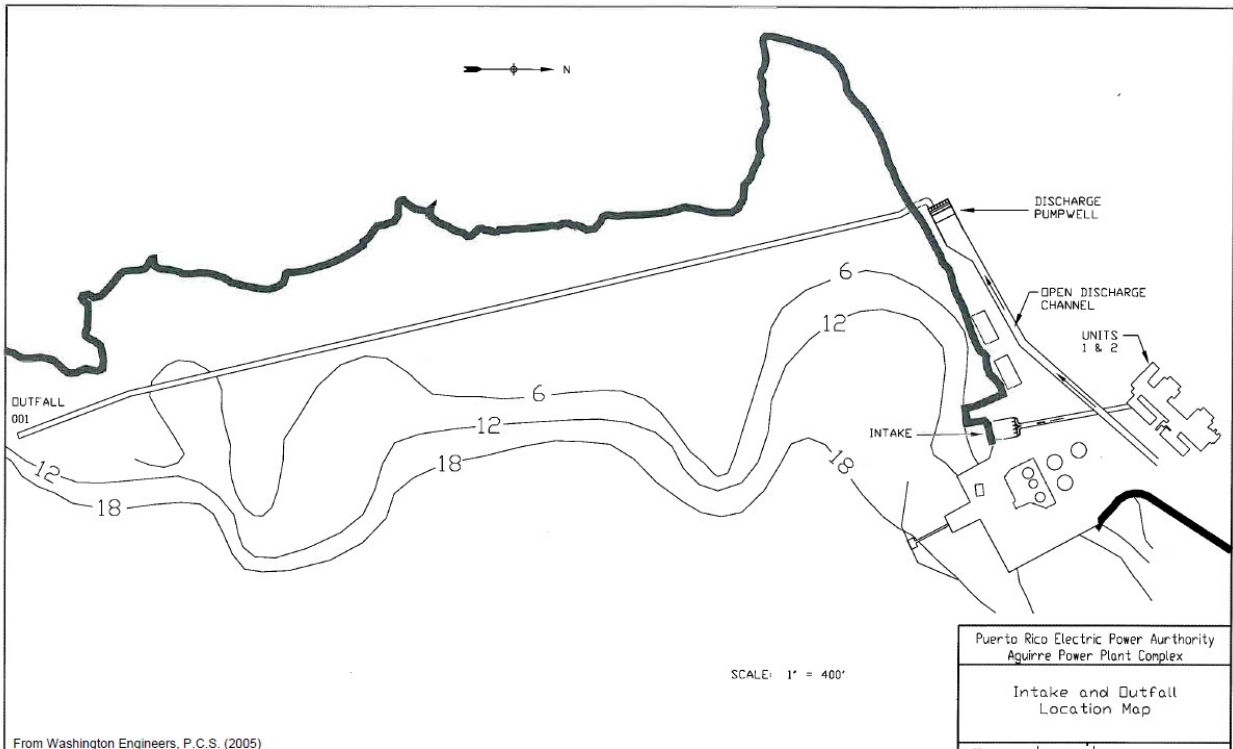 N
DISCHARGE
PUMPWELL
6
OPEN DISCHARGE
CHANNEL
12
UNITS
1 & 2
6
OUTFALL
001
12
INTAKE
18
18
12
18
SCALE: 1" = 400'
Puerto Rico Electric Power Aurthority
Aguirre Power Plant Complex
Intake and Outfall
Location Map
From Washington Engineers, P.C.S. (2005)